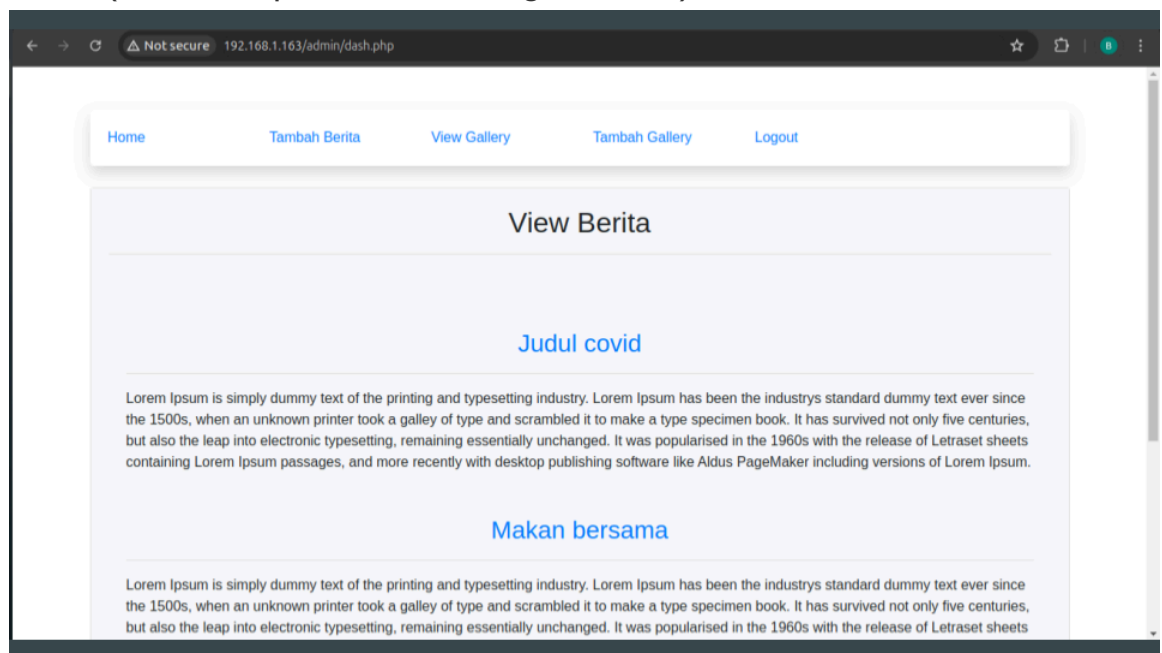 Not secure 192.168.1.163/admin/dash.php
B
Home Tambah Berita View Gallery Tambah Gallery Logout
View Berita
Judul covid
Lorem Ipsum is simply dummy text of the printing and typesetting industry. Lorem Ipsum has been the industrys standard dummy text ever since
the 1500s, when an unknown printer took a galley of type and scrambled it to make a type specimen book. It has survived not only five centuries,
but also the leap into electronic typesetting, remaining essentially unchanged. It was popularised in the 1960s with the release of Letraset sheets
containing Lorem Ipsum passages, and more recently with desktop publishing software like Aldus PageMaker including versions of Lorem Ipsum.
Makan bersama
Lorem Ipsum is simply dummy text of the printing and typesetting industry. Lorem Ipsum has been the industrys standard dummy text ever since
the 1500s, when an unknown printer took a galley of type and scrambled it to make a type specimen book. It has survived not only five centuries,
but also the leap into electronic typesetting, remaining essentially unchanged. It was popularised in the 1960s with the release of Letraset sheets